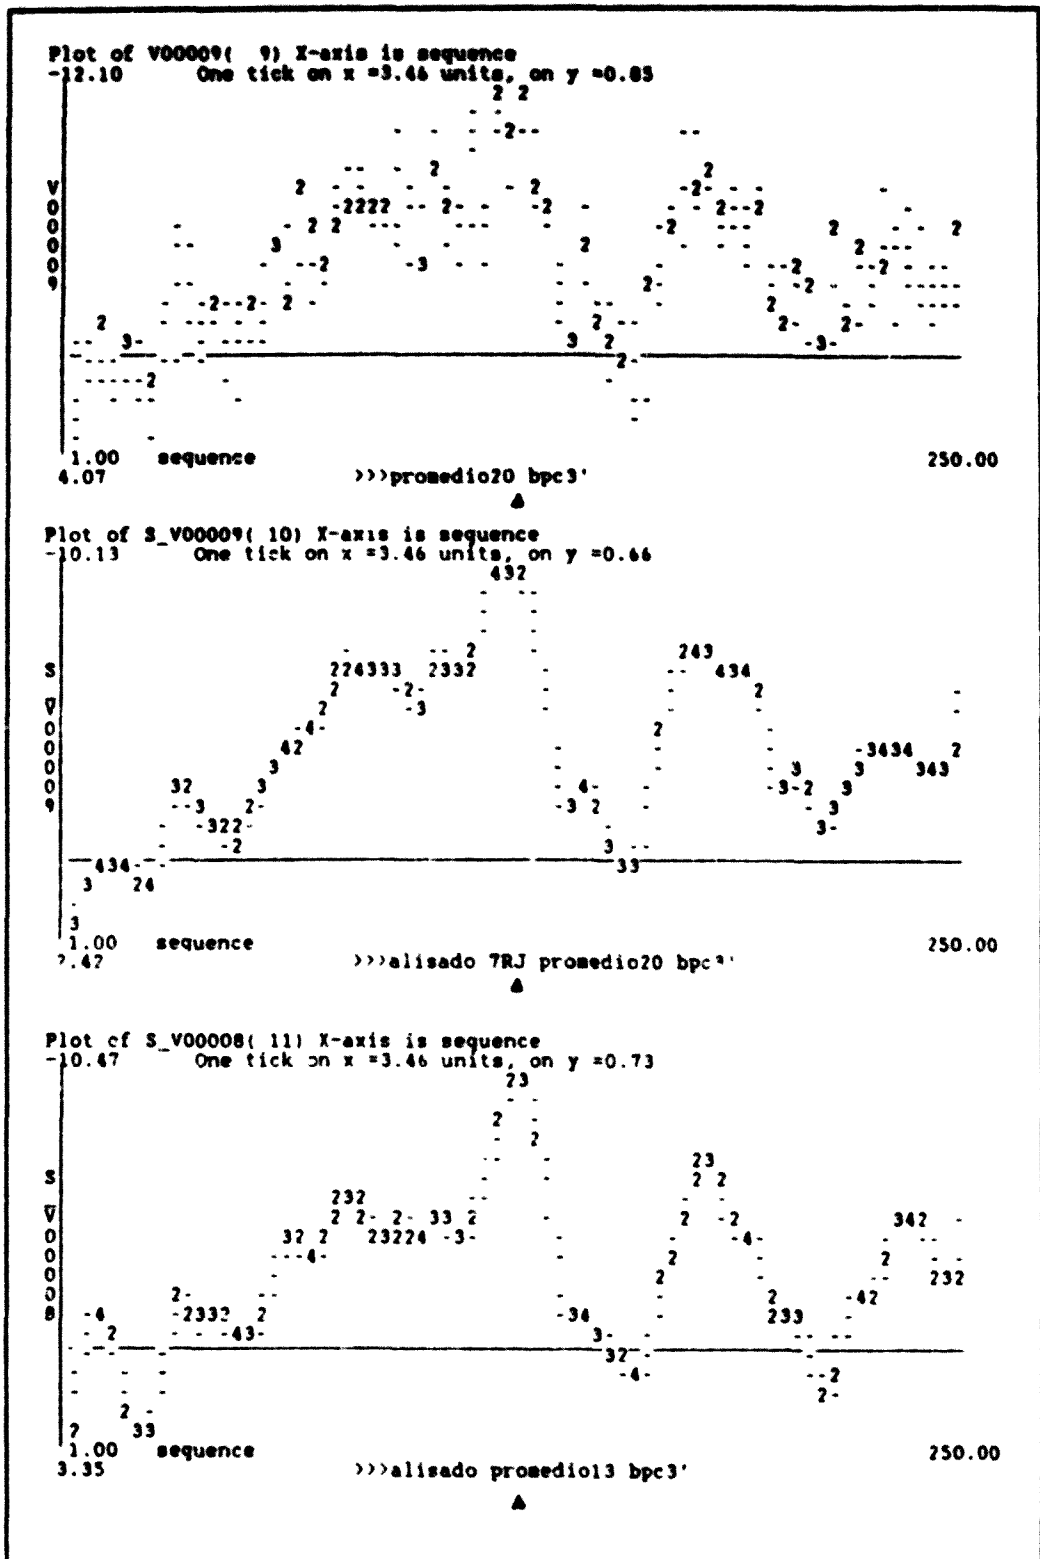 Plot of V00009( 9) X-axis is sequence
-12.10 One tick on x =3.46 units, on y =0.85
V00009
1.00 sequence 250.00
4.07 >>>promedio20 bpc3'
Plot of S_V00009( 10) X-axis is sequence
-10.13 One tick on x =3.46 units, on y =0.66
S_V00009
1.00 sequence 250.00
>>>alisado 7RJ promedio20 bpc3'
Plot of S_V00008( 11) X-axis is sequence
-10.47 One tick on x =3.46 units, on y =0.73
S_V00008
1.00 sequence 250.00
3.35 >>>alisado promedio13 bpc3'